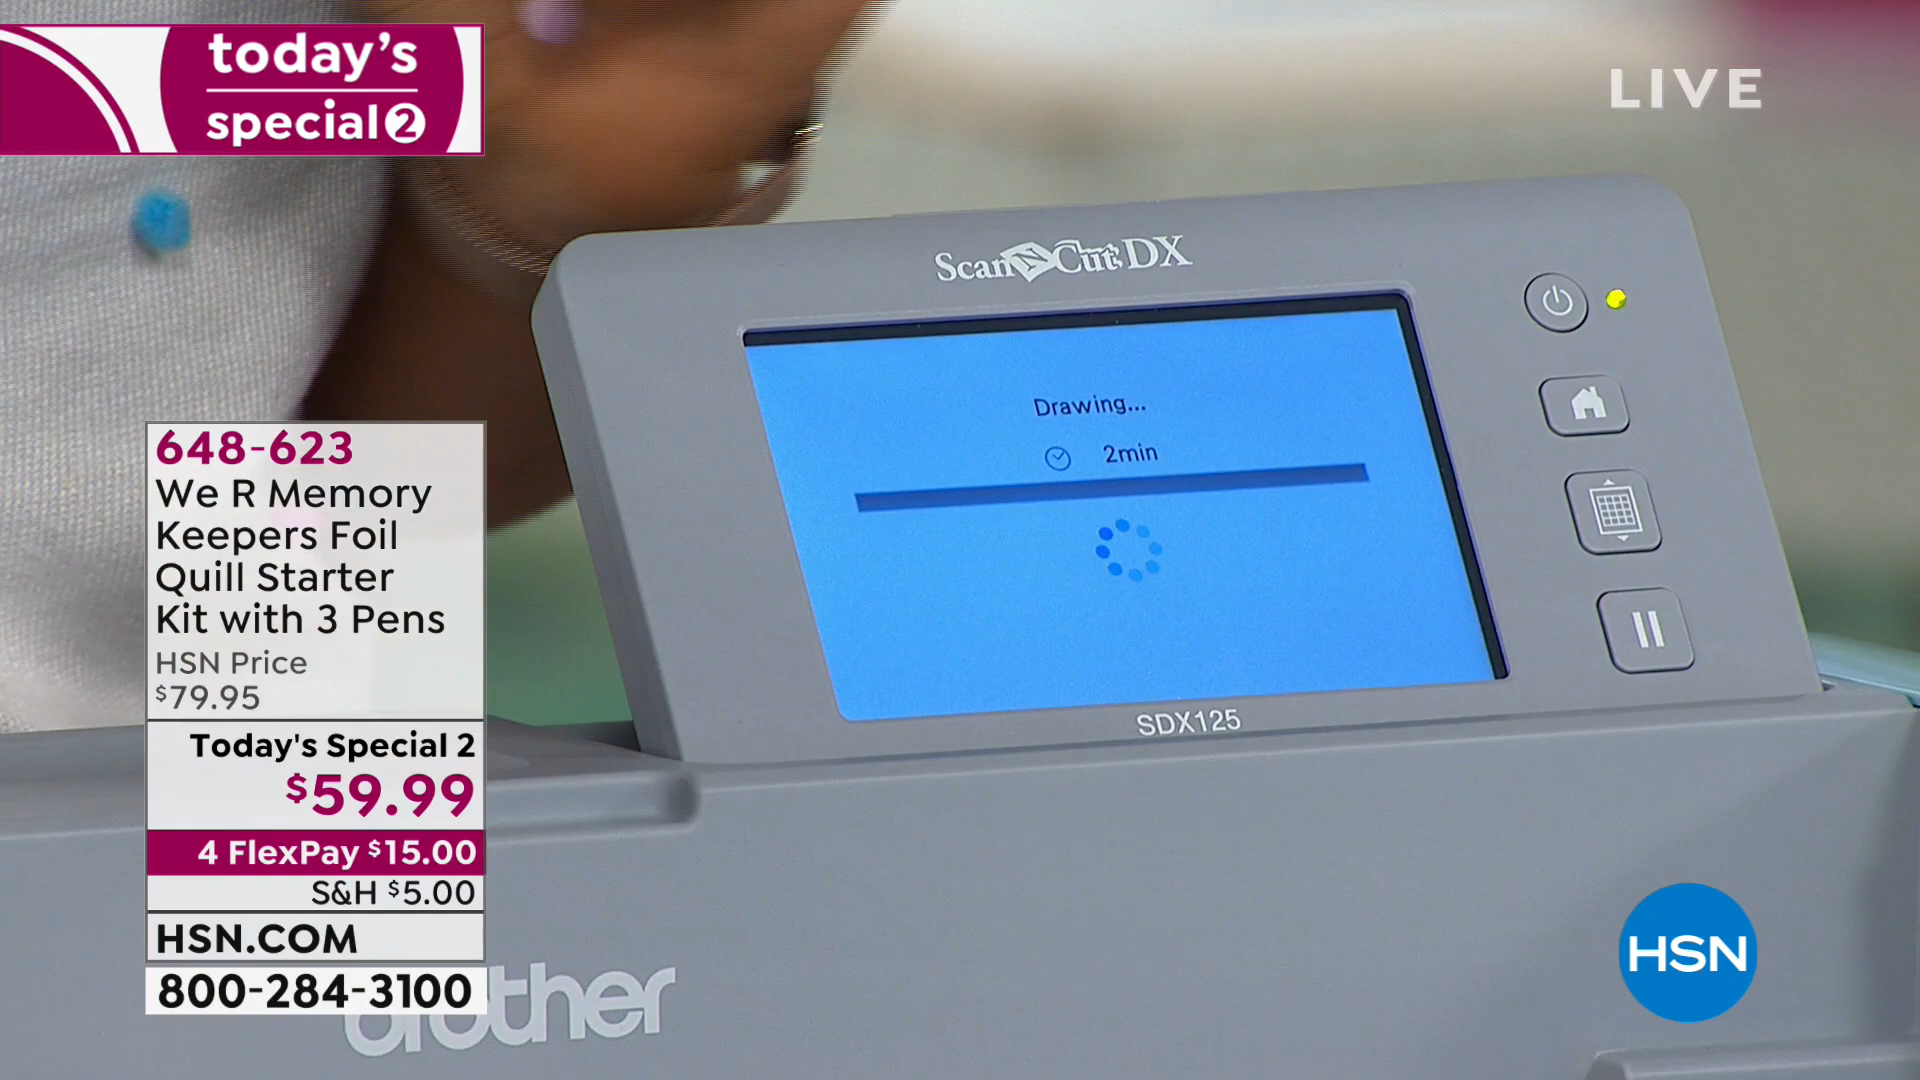 today's
special 2
LIVE
ScanNCut DX
Drawing...
2min
SDX125
648-623
We R Memory
Keepers Foil
Quill Starter
Kit with 3 Pens
HSN Price
$79.95
Today's Special 2
$59.99
4 FlexPay $15.00
S&H $5.00
HSN.COM
800-284-3100
brother
HSN